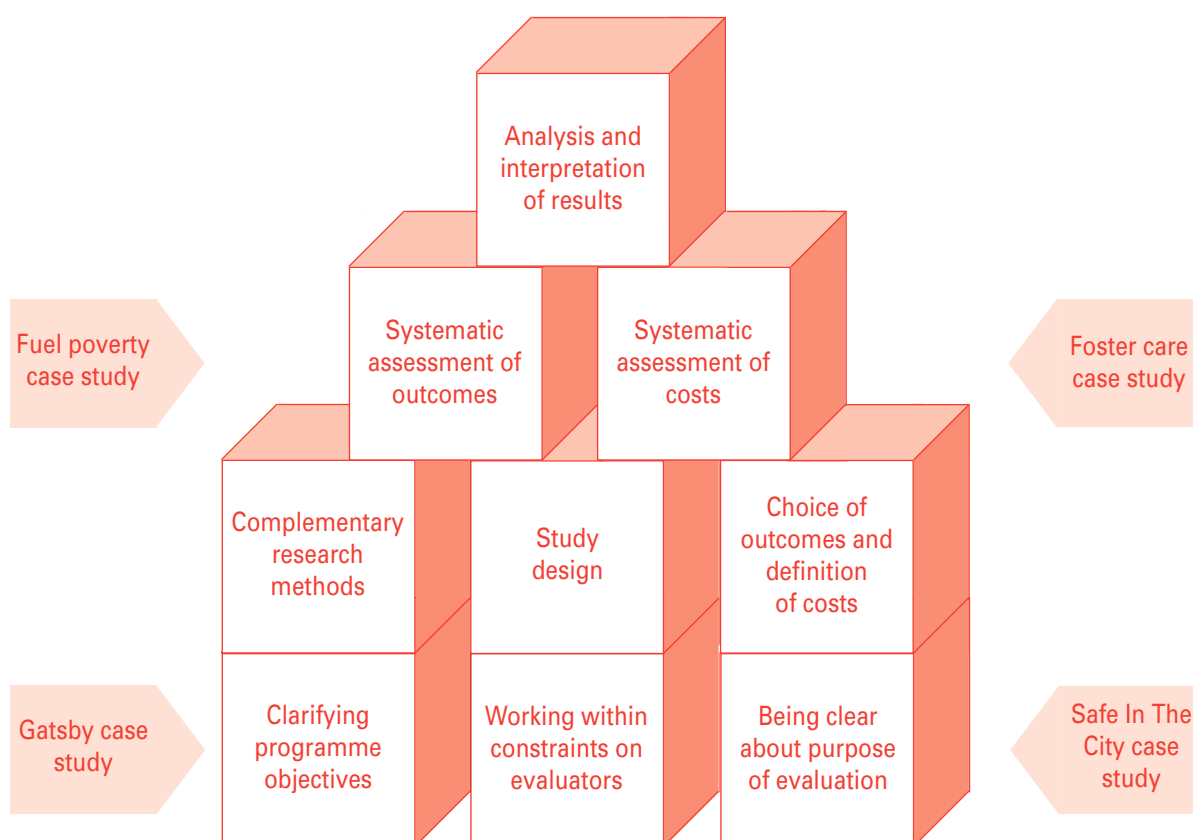 Analysis and
interpretation
of results
Fuel poverty
case study
Systematic
assessment of
outcomes
Systematic
assessment of
costs
Foster care
case study
Complementary
research
methods
Study
design
Choice of
outcomes and
definition
of costs
Gatsby case
study
Clarifying
programme
objectives
Working within
constraints on
evaluators
Being clear
about purpose
of evaluation
Safe In The
City case
study